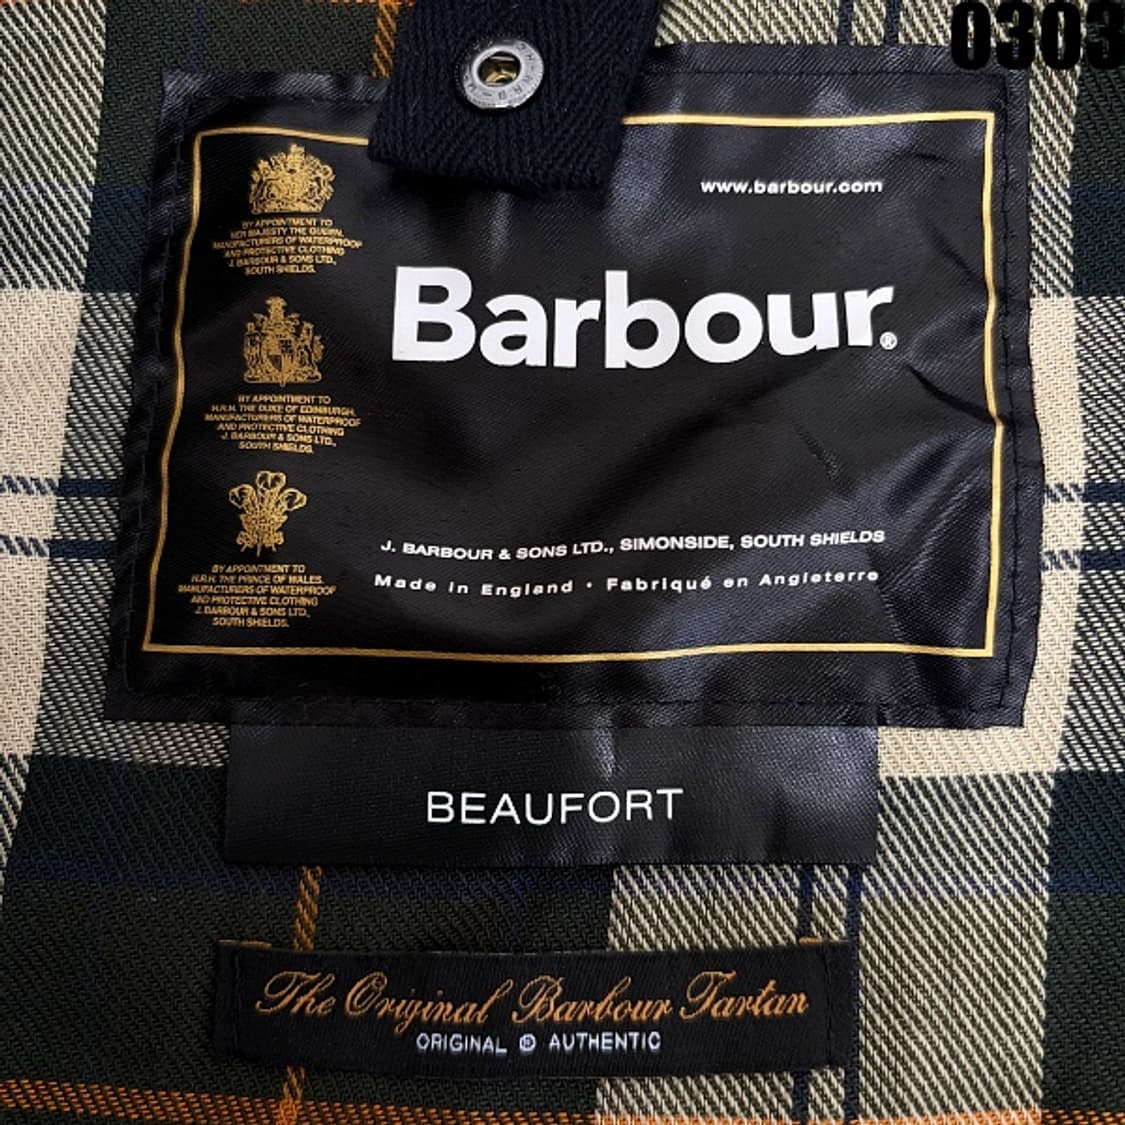 0303
www.barbour.com
BY APPOINTMENT TO
HER MAJESTY THE QUEEN,
MANUFACTURERS OF WATERPROOF
AND PROTECTIVE CLOTHING
J. BARBOUR & SONS LTD.,
SOUTH SHIELDS.
Barbour®
BY APPOINTMENT TO
H.R.H. THE DUKE OF EDINBURGH,
MANUFACTURERS OF WATERPROOF
AND PROTECTIVE CLOTHING
J. BARBOUR & SONS LTD.,
SOUTH SHIELDS.
BY APPOINTMENT TO
H.R.H. THE PRINCE OF WALES
MANUFACTURERS OF WATERPROOF
AND PROTECTIVE CLOTHING
J. BARBOUR & SONS LTD.,
SOUTH SHIELDS.
J. BARBOUR & SONS LTD., SIMONSIDE, SOUTH SHIELDS
Made in England · Fabriqué en Angleterre
BEAUFORT
The Original Barbour Tartan
ORIGINAL ® AUTHENTIC